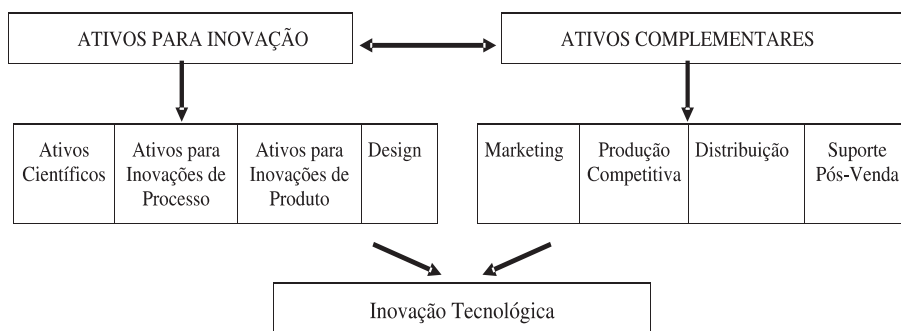 ATIVOS PARA INOVAÇÃO
ATIVOS COMPLEMENTARES
Ativos
Científicos
Ativos para
Inovações de
Processo
Ativos para
Inovações de
Produto
Design
Marketing
Produção
Competitiva
Distribuição
Suporte
Pós-Venda
Inovação Tecnológica